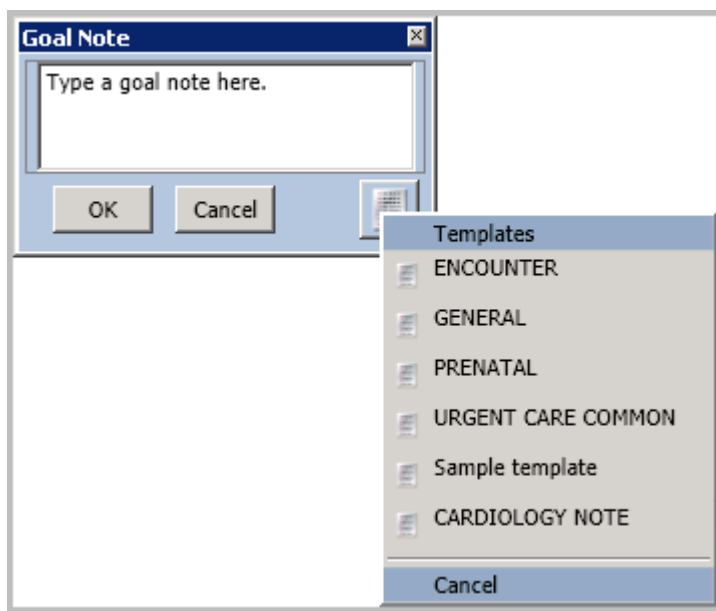 Goal Note
Type a goal note here.
OK Cancel
Templates
ENCOUNTER
GENERAL
PRENATAL
URGENT CARE COMMON
Sample template
CARDIOLOGY NOTE
Cancel